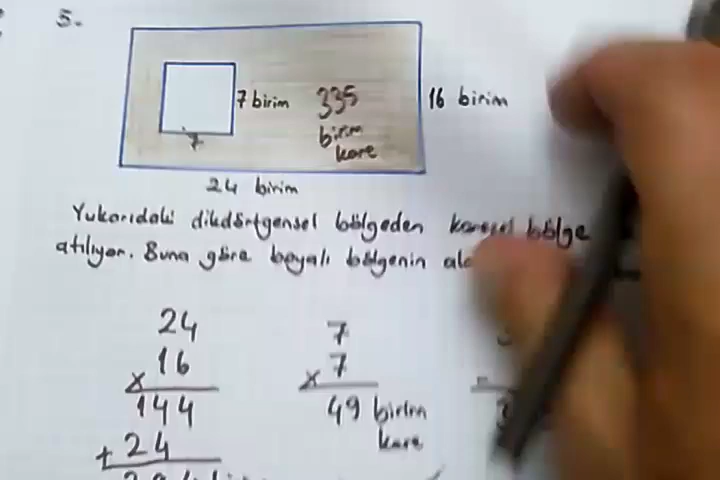 5.
7 birim
335
birim
kare
16 birim
7
24 birim
Yukarıdaki dikdörtgensel bölgeden karesel bölge
atılıyor. Buna göre boyalı bölgenin
24
x 16
144
+ 24
7
x 7
49 birim
kare
-